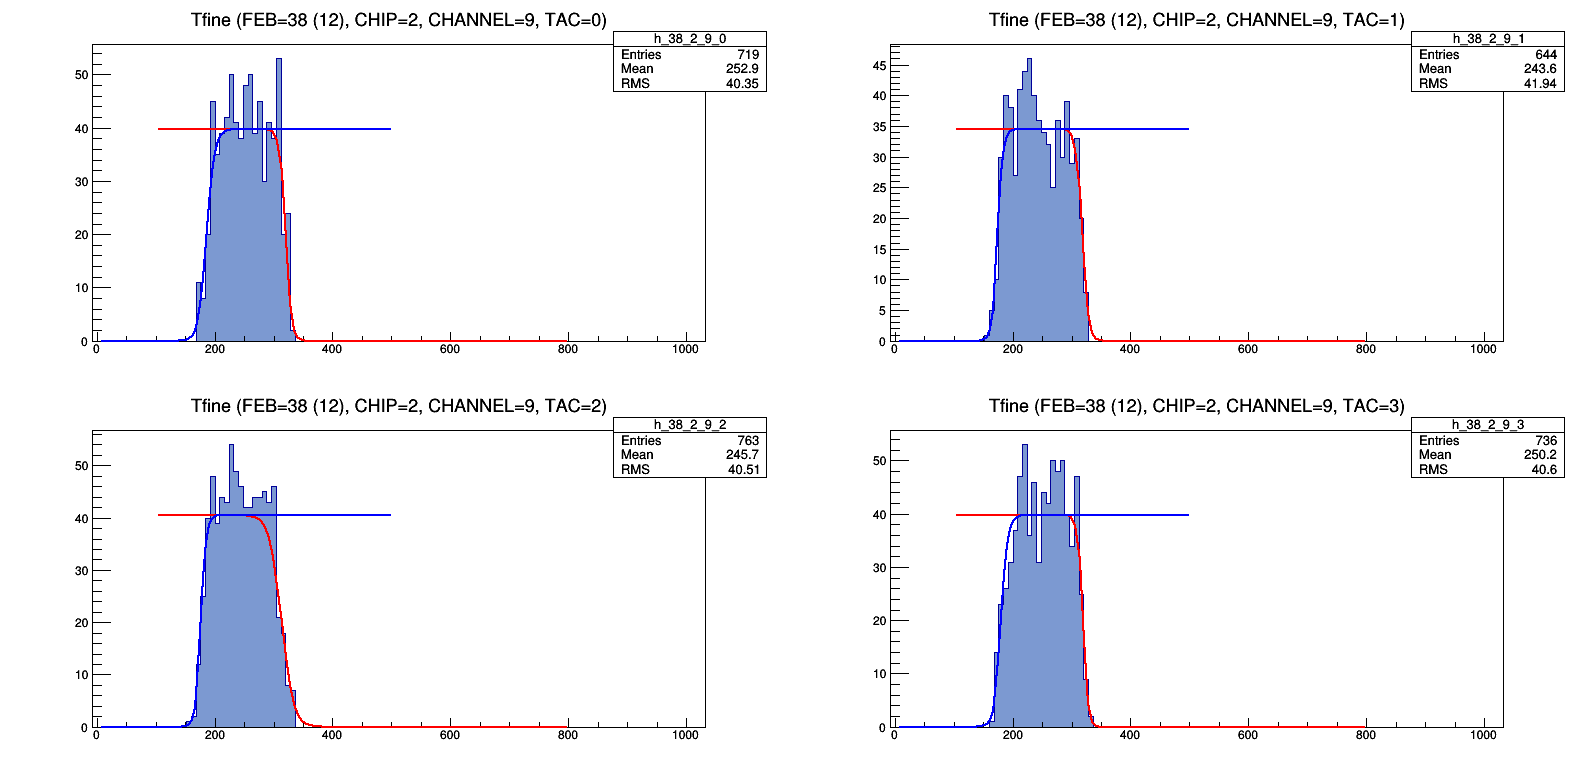 Tfine (FEB=38 (12), CHIP=2, CHANNEL=9, TAC=0)
h_38_2_9_0
Entries 719
Mean 252.9
RMS 40.35
50
40
30
20
10
0
0 200 400 600 800 1000
Tfine (FEB=38 (12), CHIP=2, CHANNEL=9, TAC=1)
h_38_2_9_1
Entries 644
Mean 243.6
RMS 41.94
45
40
35
30
25
20
15
10
5
0
0 200 400 600 800 1000
Tfine (FEB=38 (12), CHIP=2, CHANNEL=9, TAC=2)
h_38_2_9_2
Entries 763
Mean 245.7
RMS 40.51
50
40
30
20
10
0
0 200 400 600 800 1000
Tfine (FEB=38 (12), CHIP=2, CHANNEL=9, TAC=3)
h_38_2_9_3
Entries 736
Mean 250.2
RMS 40.6
50
40
30
20
10
0
0 200 400 600 800 1000